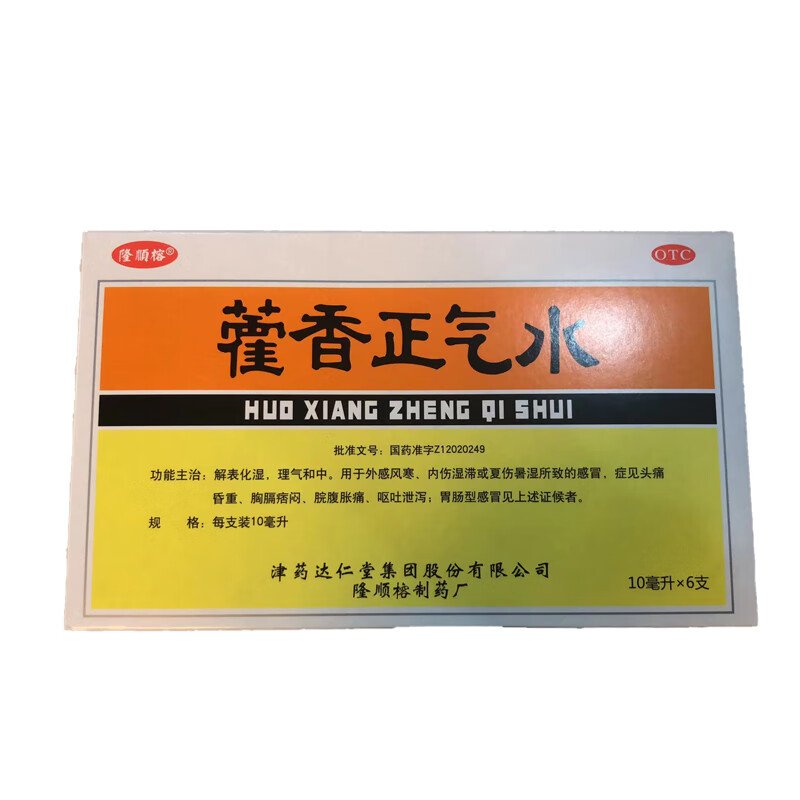 隆順榕®
OTC
藿香正气水
HUO XIANG ZHENG QI SHUI
批准文号：国药准字Z12020249
功能主治：解表化湿，理气和中。用于外感风寒、内伤湿滞或夏伤暑湿所致的感冒，症见头痛
昏重、胸膈痞闷、脘腹胀痛、呕吐泄泻；胃肠型感冒见上述证候者。
规 格：每支装10毫升
津药达仁堂集团股份有限公司
隆顺榕制药厂
10毫升×6支